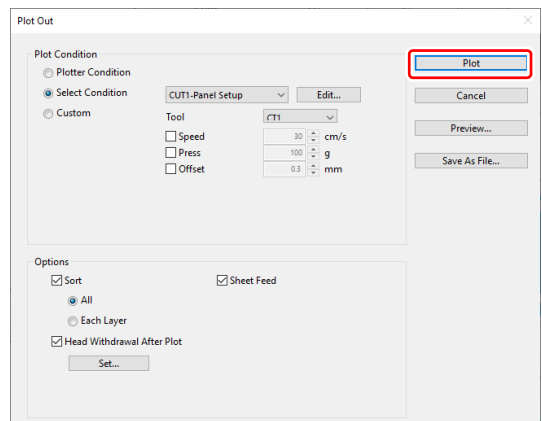 Plot Out
Plot Condition
Plotter Condition
Select Condition
CUT1-Panel Setup
Edit...
Custom
Tool
CT1
Speed
30
cm/s
Press
100
g
Offset
0.3
mm
Plot
Cancel
Preview...
Save As File...
Options
Sort
Sheet Feed
All
Each Layer
Head Withdrawal After Plot
Set...